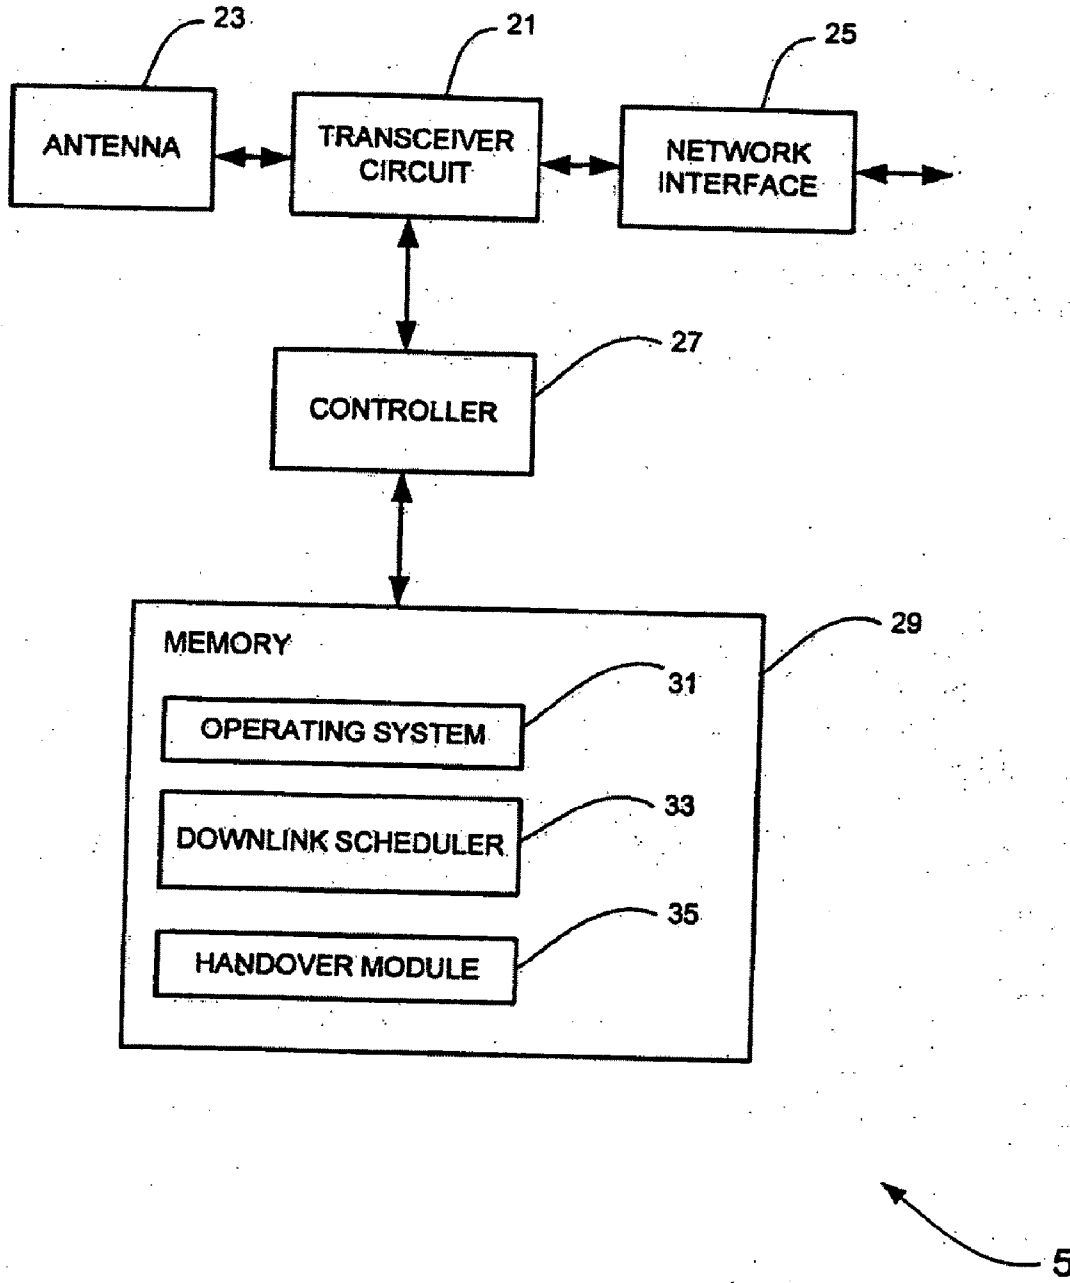 23
21
25
ANTENNA
TRANSCEIVER
CIRCUIT
NETWORK
INTERFACE
27
CONTROLLER
29
MEMORY
31
OPERATING SYSTEM
33
DOWNLINK SCHEDULER
35
HANDOVER MODULE
5